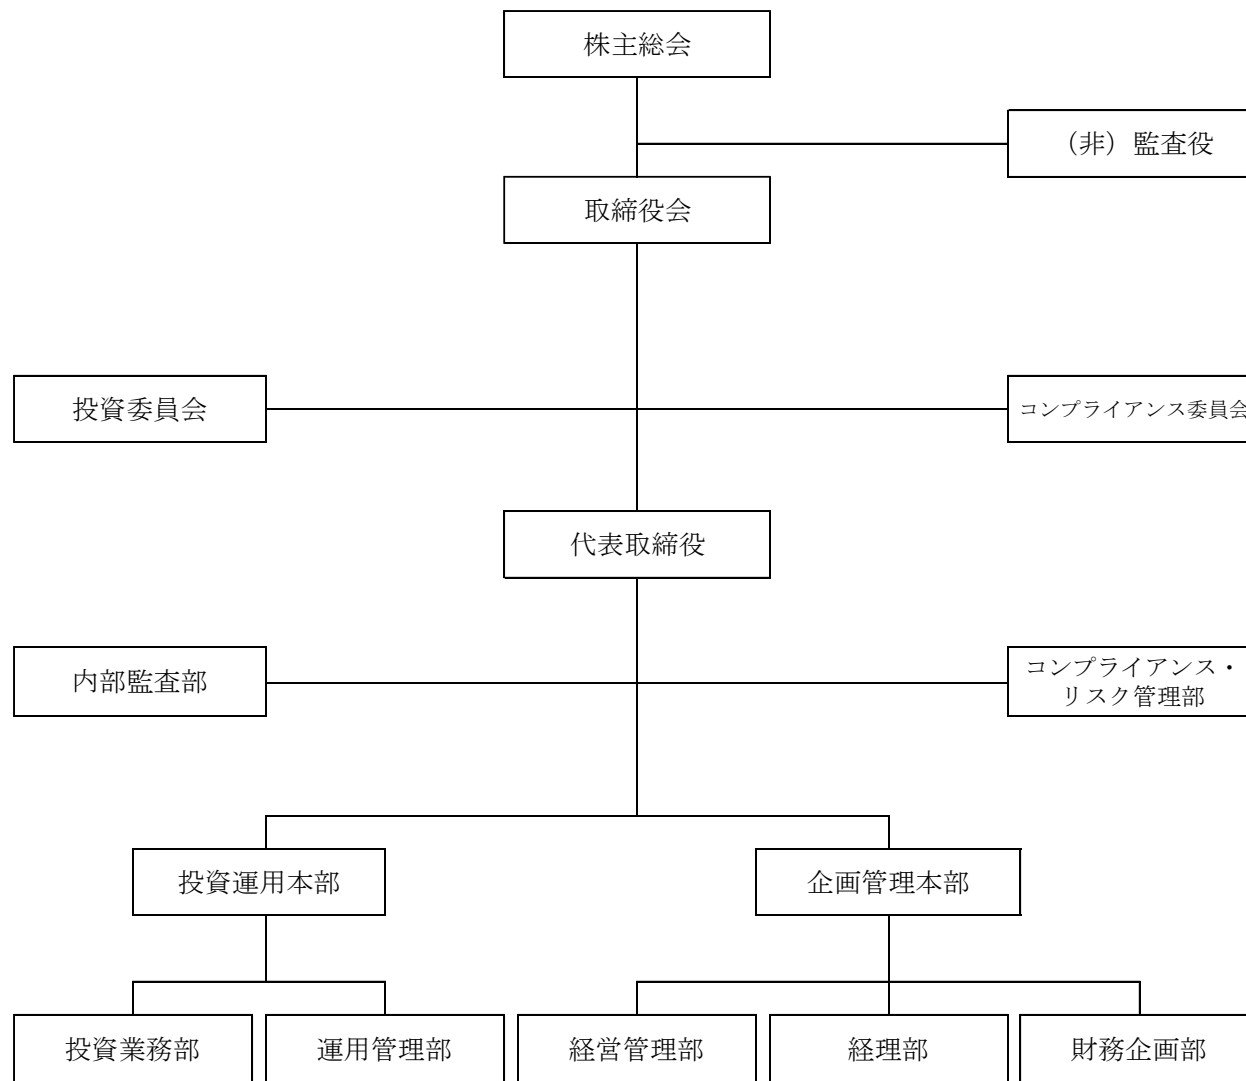 株主総会
（非）監査役
取締役会
投資委員会
コンプライアンス委員会
代表取締役
内部監査部
コンプライアンス・
リスク管理部
投資運用本部
企画管理本部
投資業務部
運用管理部
経営管理部
経理部
財務企画部